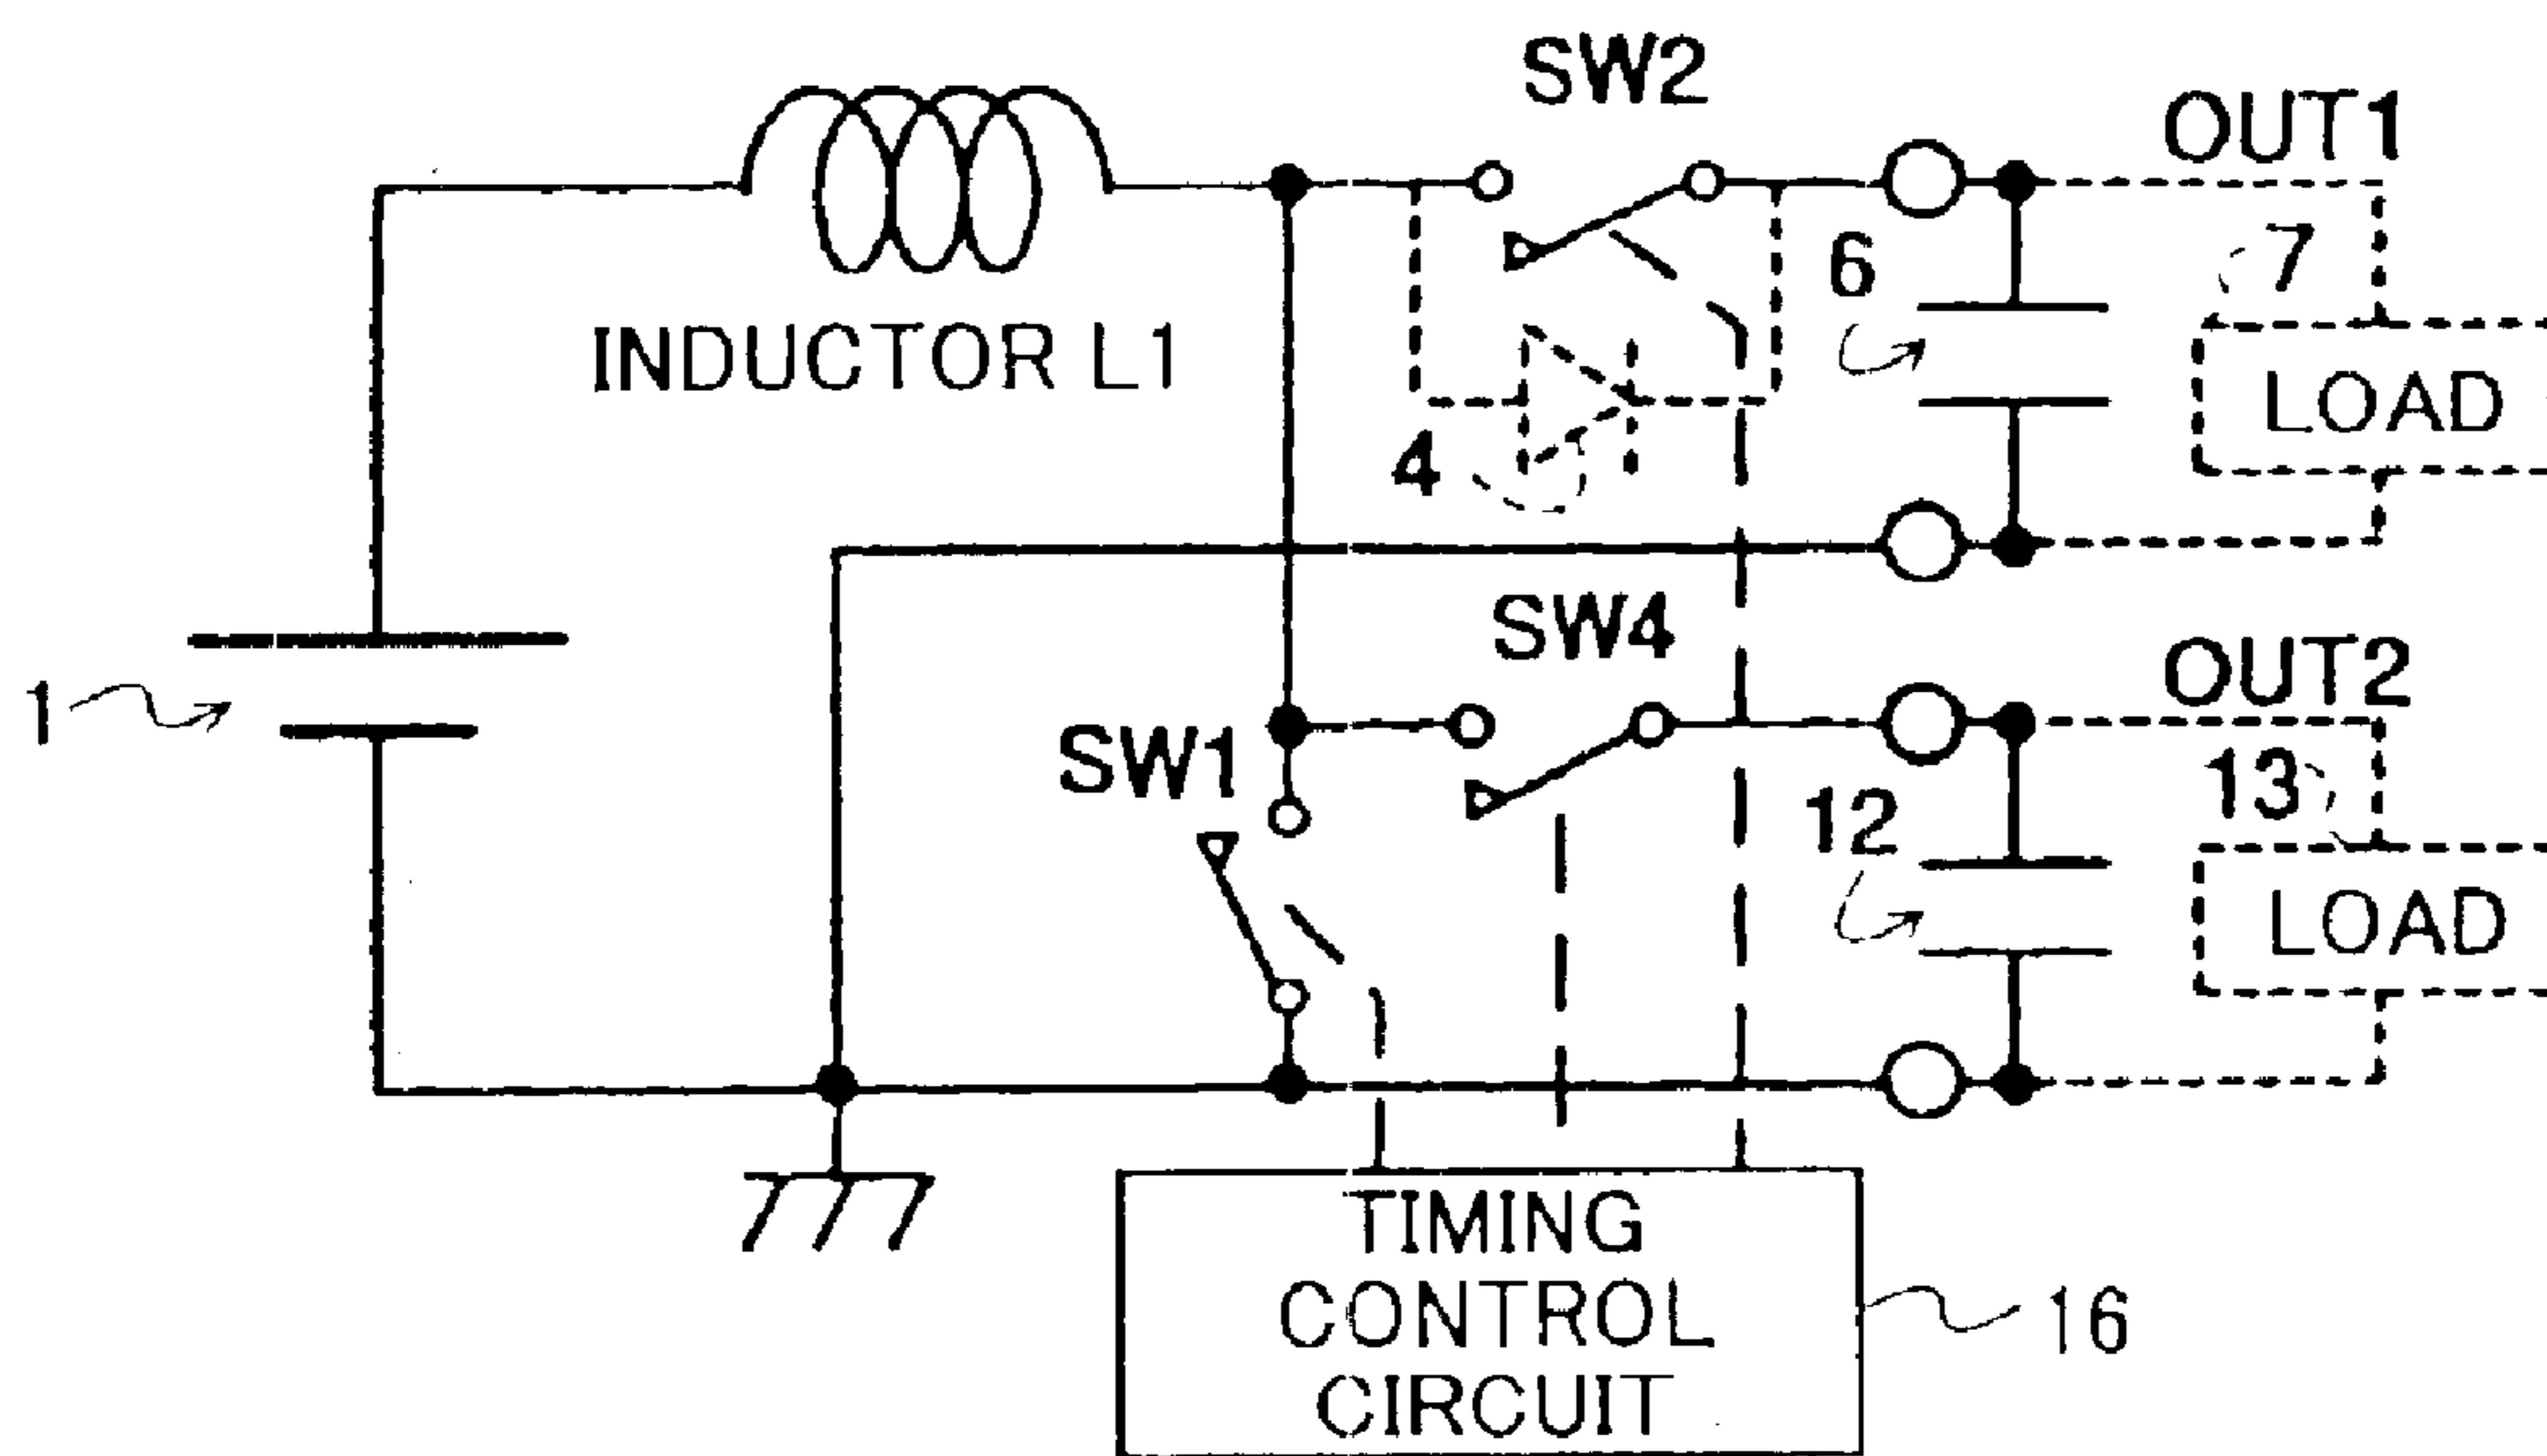 SW2
OUT1
INDUCTOR L1
6
7
LOAD
4
SW4
1
OUT2
SW1
12
13
LOAD
TIMING
CONTROL
CIRCUIT
16